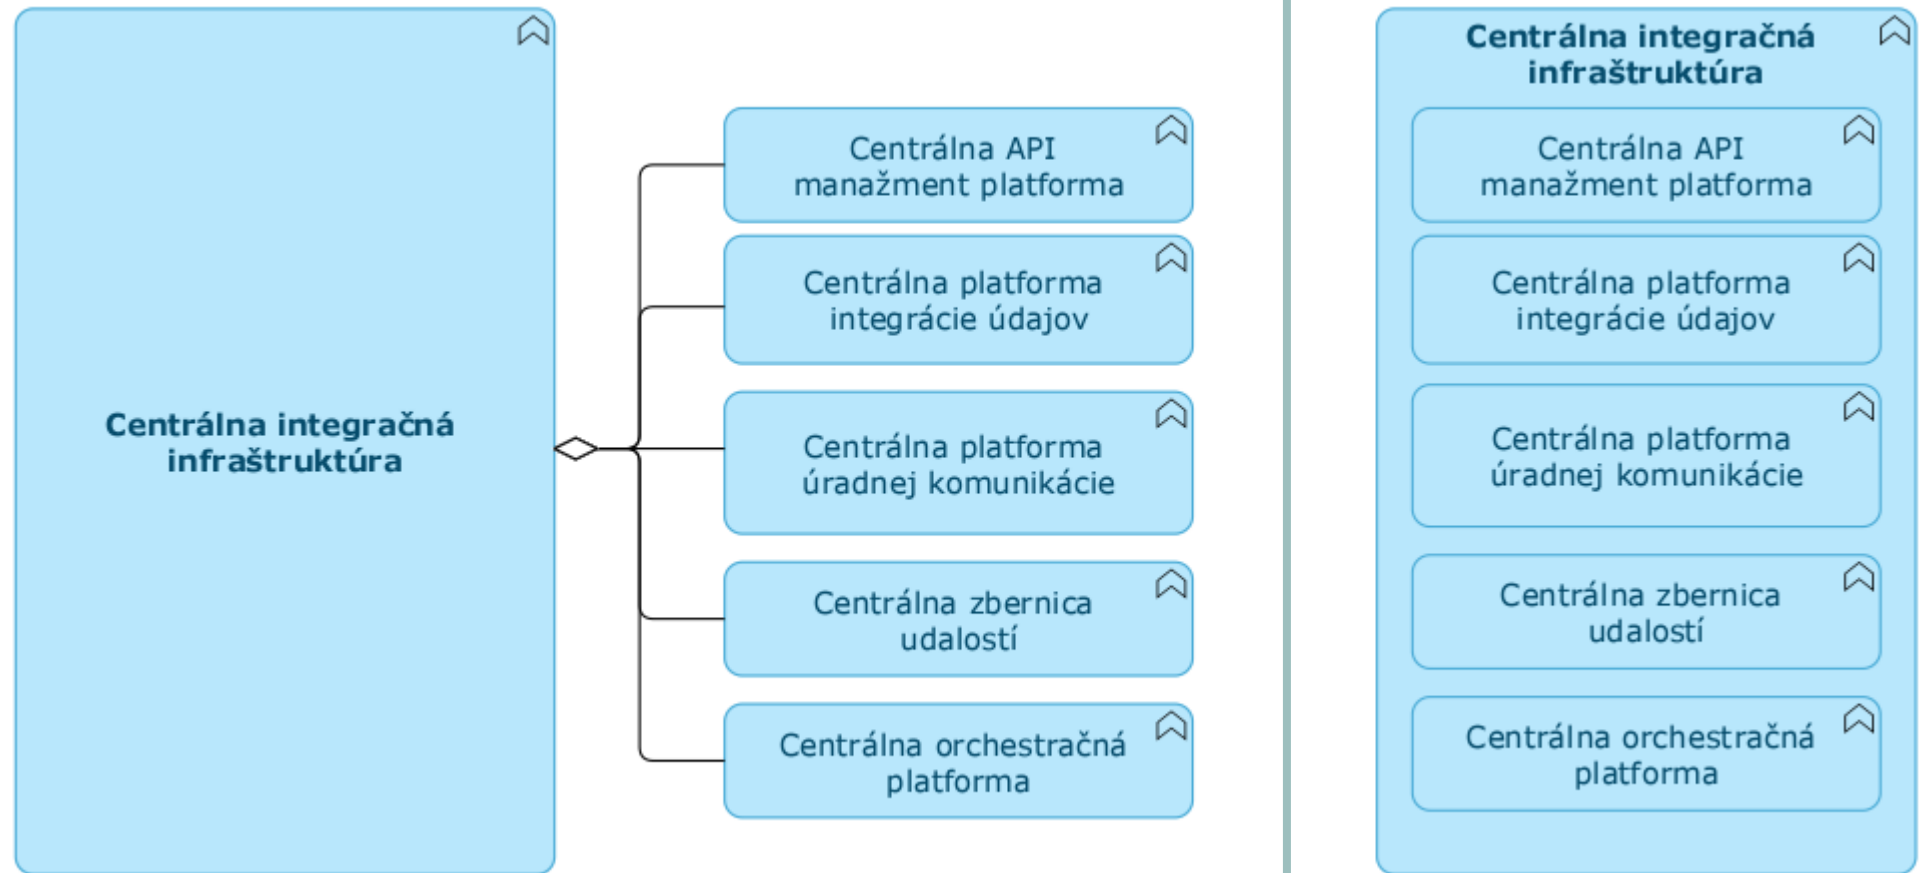 Centrálna integračná
infraštruktúra
Centrálna API
manažment platforma
Centrálna platforma
integrácie údajov
Centrálna platforma
úradnej komunikácie
Centrálna zbernica
udalostí
Centrálna orchestračná
platforma
Centrálna integračná
infraštruktúra
Centrálna API
manažment platforma
Centrálna platforma
integrácie údajov
Centrálna platforma
úradnej komunikácie
Centrálna zbernica
udalostí
Centrálna orchestračná
platforma